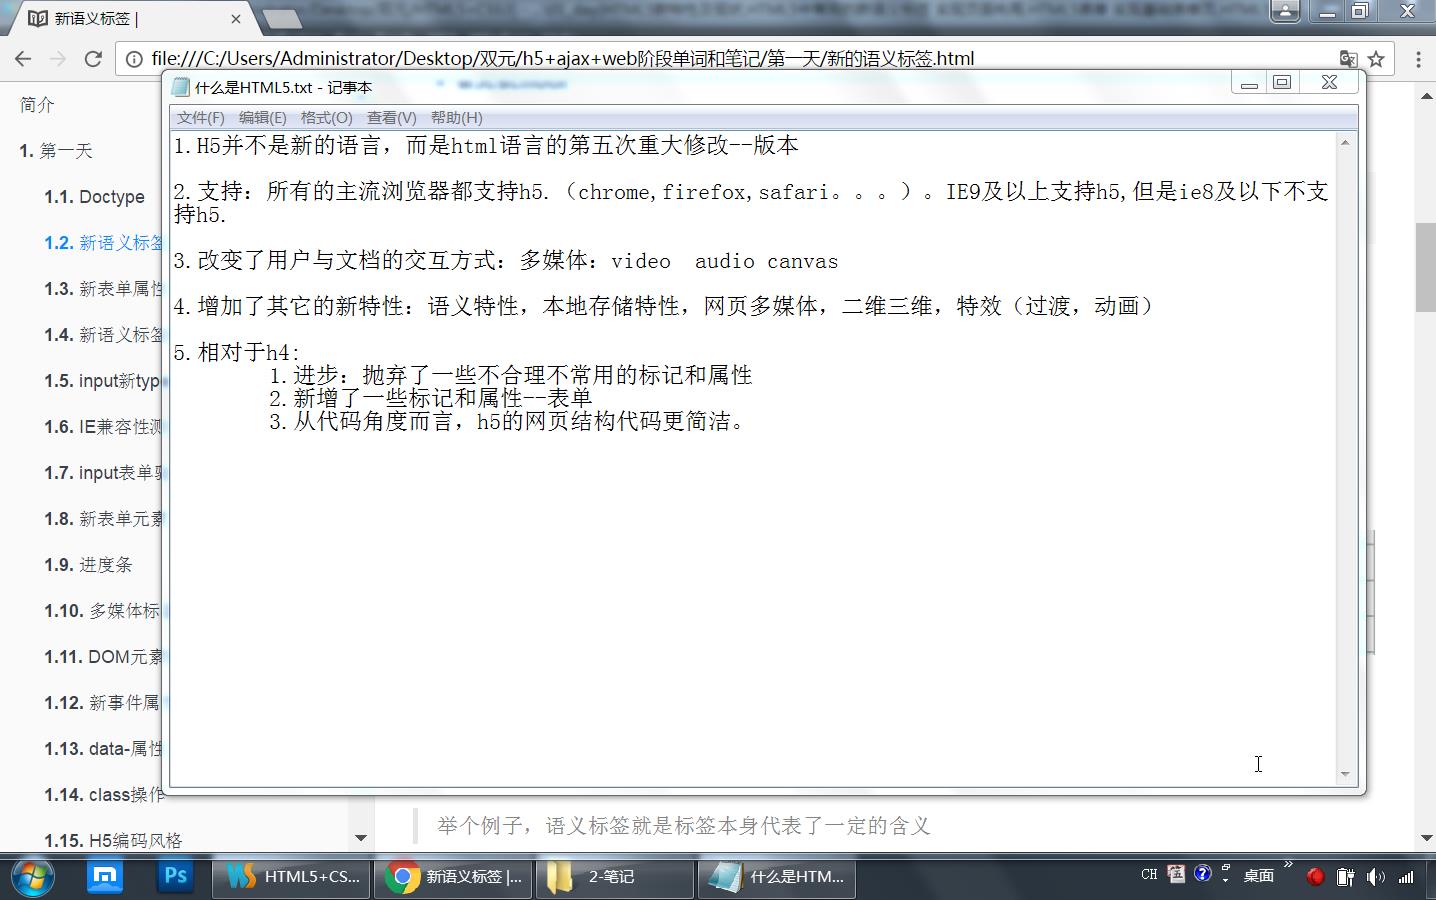 新语义标签 |
file:///C:/Users/Administrator/Desktop/双元/h5+ajax+web阶段单词和笔记/第一天/新的语义标签.html
什么是HTML5.txt - 记事本
文件(F) 编辑(E) 格式(O) 查看(V) 帮助(H)
1.H5并不是新的语言，而是html语言的第五次重大修改--版本
2.支持：所有的主流浏览器都支持h5.（chrome,firefox,safari。。。）。IE9及以上支持h5,但是ie8及以下不支
持h5.
3.改变了用户与文档的交互方式：多媒体：video  audio canvas
4.增加了其它的新特性：语义特性，本地存储特性，网页多媒体，二维三维，特效（过渡，动画）
5.相对于h4:
1.进步：抛弃了一些不合理不常用的标记和属性
2.新增了一些标记和属性--表单
3.从代码角度而言，h5的网页结构代码更简洁。
简介
1. 第一天
1.1. Doctype
1.2. 新语义标签
1.3. 新表单属性
1.4. 新语义标签
1.5. input新typ
1.6. IE兼容性测
1.7. input表单
1.8. 新表单元素
1.9. 进度条
1.10. 多媒体标
1.11. DOM元素
1.12. 新事件属
1.13. data-属性
1.14. class操作
1.15. H5编码风格
举个例子，语义标签就是标签本身代表了一定的含义
Ps
WS
HTML5+CS...
新语义标签 |...
2-笔记
什么是HTM...
CH
桌面